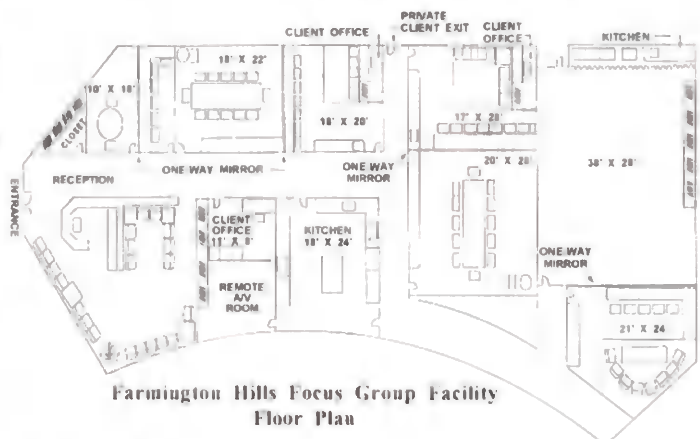 PRIVATE
CLIENT EXIT
CLIENT OFFICE
CLIENT
OFFICE
KITCHEN
18' X 22'
10' X 18'
CLOSET
18' X 20'
17' X 28'
RECEPTION
ONE WAY MIRROR
ONE WAY
MIRROR
20' X 28'
38' X 28'
ENTRANCE
CLIENT
OFFICE
11' X 8'
KITCHEN
18' X 24'
REMOTE
A/V
ROOM
ONE-WAY
MIRROR
21' X 24
Farmington Hills Focus Group Facility
Floor Plan